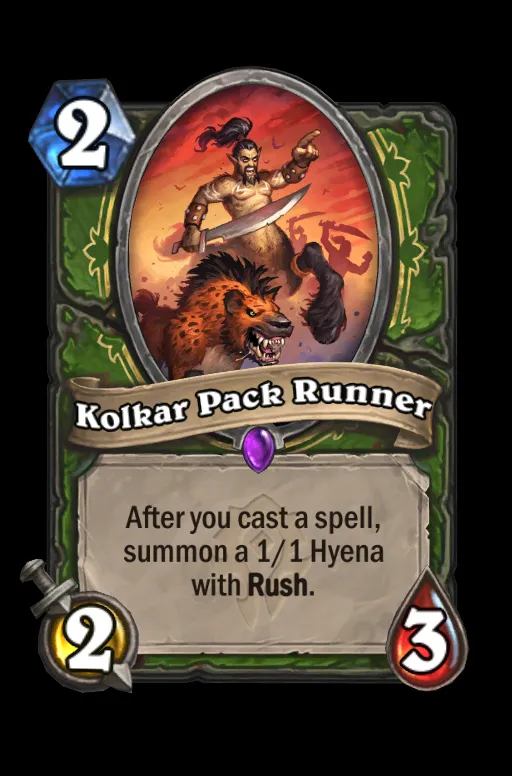 2
Kolkar Pack Runner
After you cast a spell,
summon a 1/1 Hyena
with Rush.
2
3